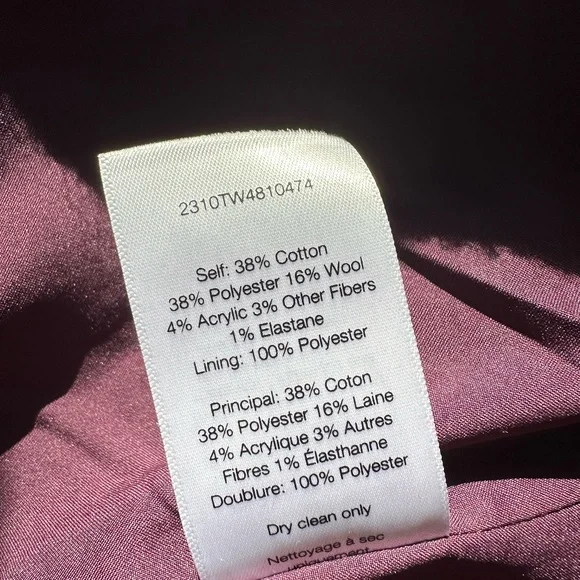 2310TW4810474
Self: 38% Cotton
38% Polyester 16% Wool
4% Acrylic 3% Other Fibers
1% Elastane
Lining: 100% Polyester
Principal: 38% Coton
38% Polyester 16% Laine
4% Acrylique 3% Autres
Fibres 1% Élasthanne
Doublure: 100% Polyester
Dry clean only
Nettoyage à sec
uniquement